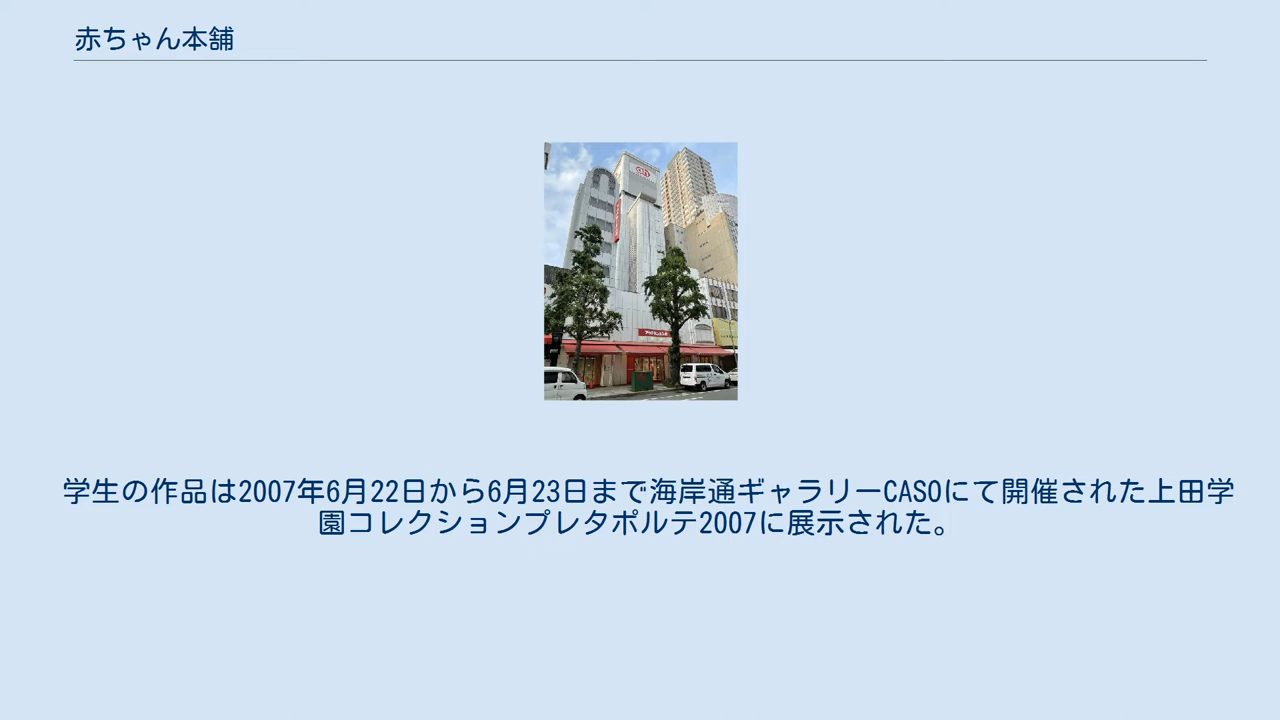 赤ちゃん本舗
学生の作品は2007年6月22日から6月23日まで海岸通ギャラリーCASOにて開催された上田学
園コレクションプレタポルテ2007に展示された。